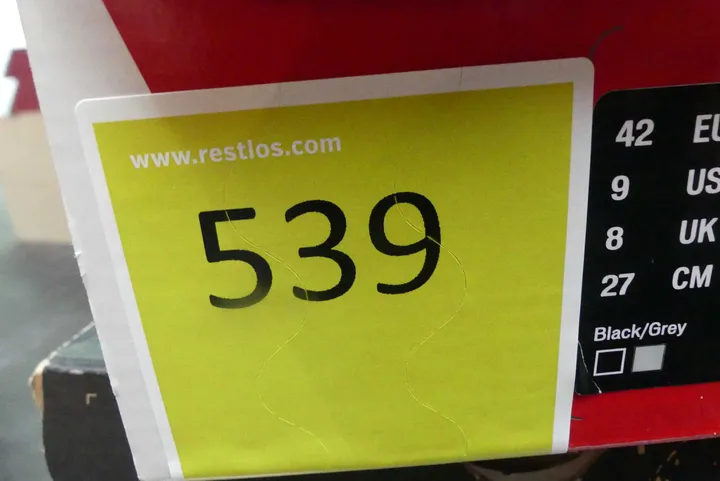 www.restlos.com
539
42 EU
9 US
8 UK
27 CM
Black/Grey